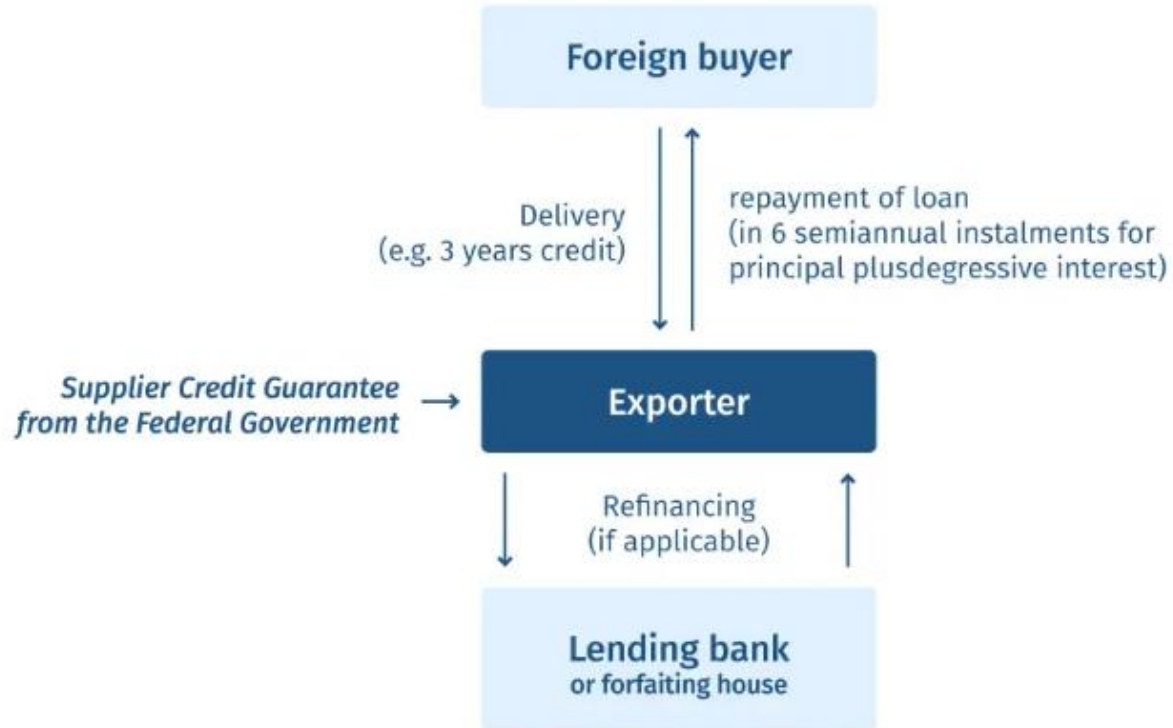 Foreign buyer
Delivery
(e.g. 3 years credit)
repayment of loan
(in 6 semiannual instalments for
principal plusdegressive interest)
Supplier Credit Guarantee
from the Federal Government
Exporter
Refinancing
(if applicable)
Lending bank
or forfaiting house